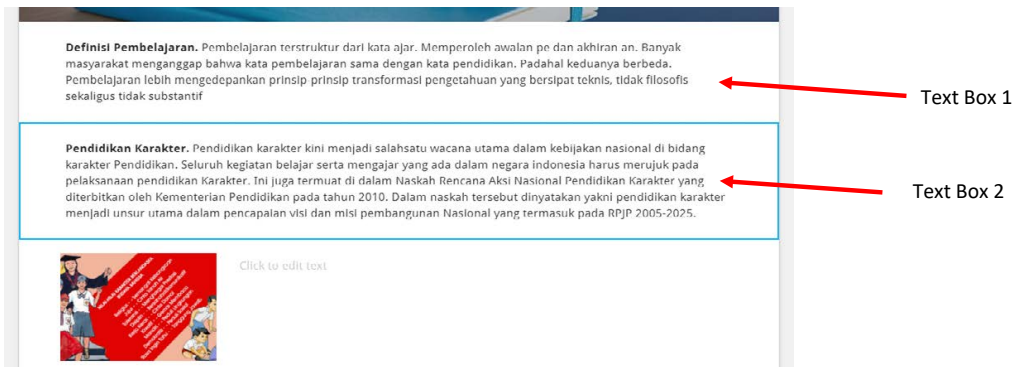 Definisi Pembelajaran. Pembelajaran terstruktur dari kata ajar. Memperoleh awalan pe dan akhiran an. Banyak
masyarakat menganggap bahwa kata pembelajaran sama dengan kata pendidikan. Padahal keduanya berbeda.
Pembelajaran lebih mengedepankan prinsip-prinsip transformasi pengetahuan yang bersipat teknis, tidak filosofis
sekaligus tidak substantif
Text Box 1
Pendidikan Karakter. Pendidikan karakter kini menjadi salahsatu wacana utama dalam kebijakan nasional di bidang
karakter Pendidikan. Seluruh kegiatan belajar serta mengajar yang ada dalam negara indonesia harus merujuk pada
pelaksanaan pendidikan Karakter. Ini juga termuat di dalam Naskah Rencana Aksi Nasional Pendidikan Karakter yang
diterbitkan oleh Kementerian Pendidikan pada tahun 2010. Dalam naskah tersebut dinyatakan yakni pendidikan karakter
menjadi unsur utama dalam pencapaian visi dan misi pembangunan Nasional yang termasuk pada RPJP 2005-2025.
Text Box 2
Click to edit text